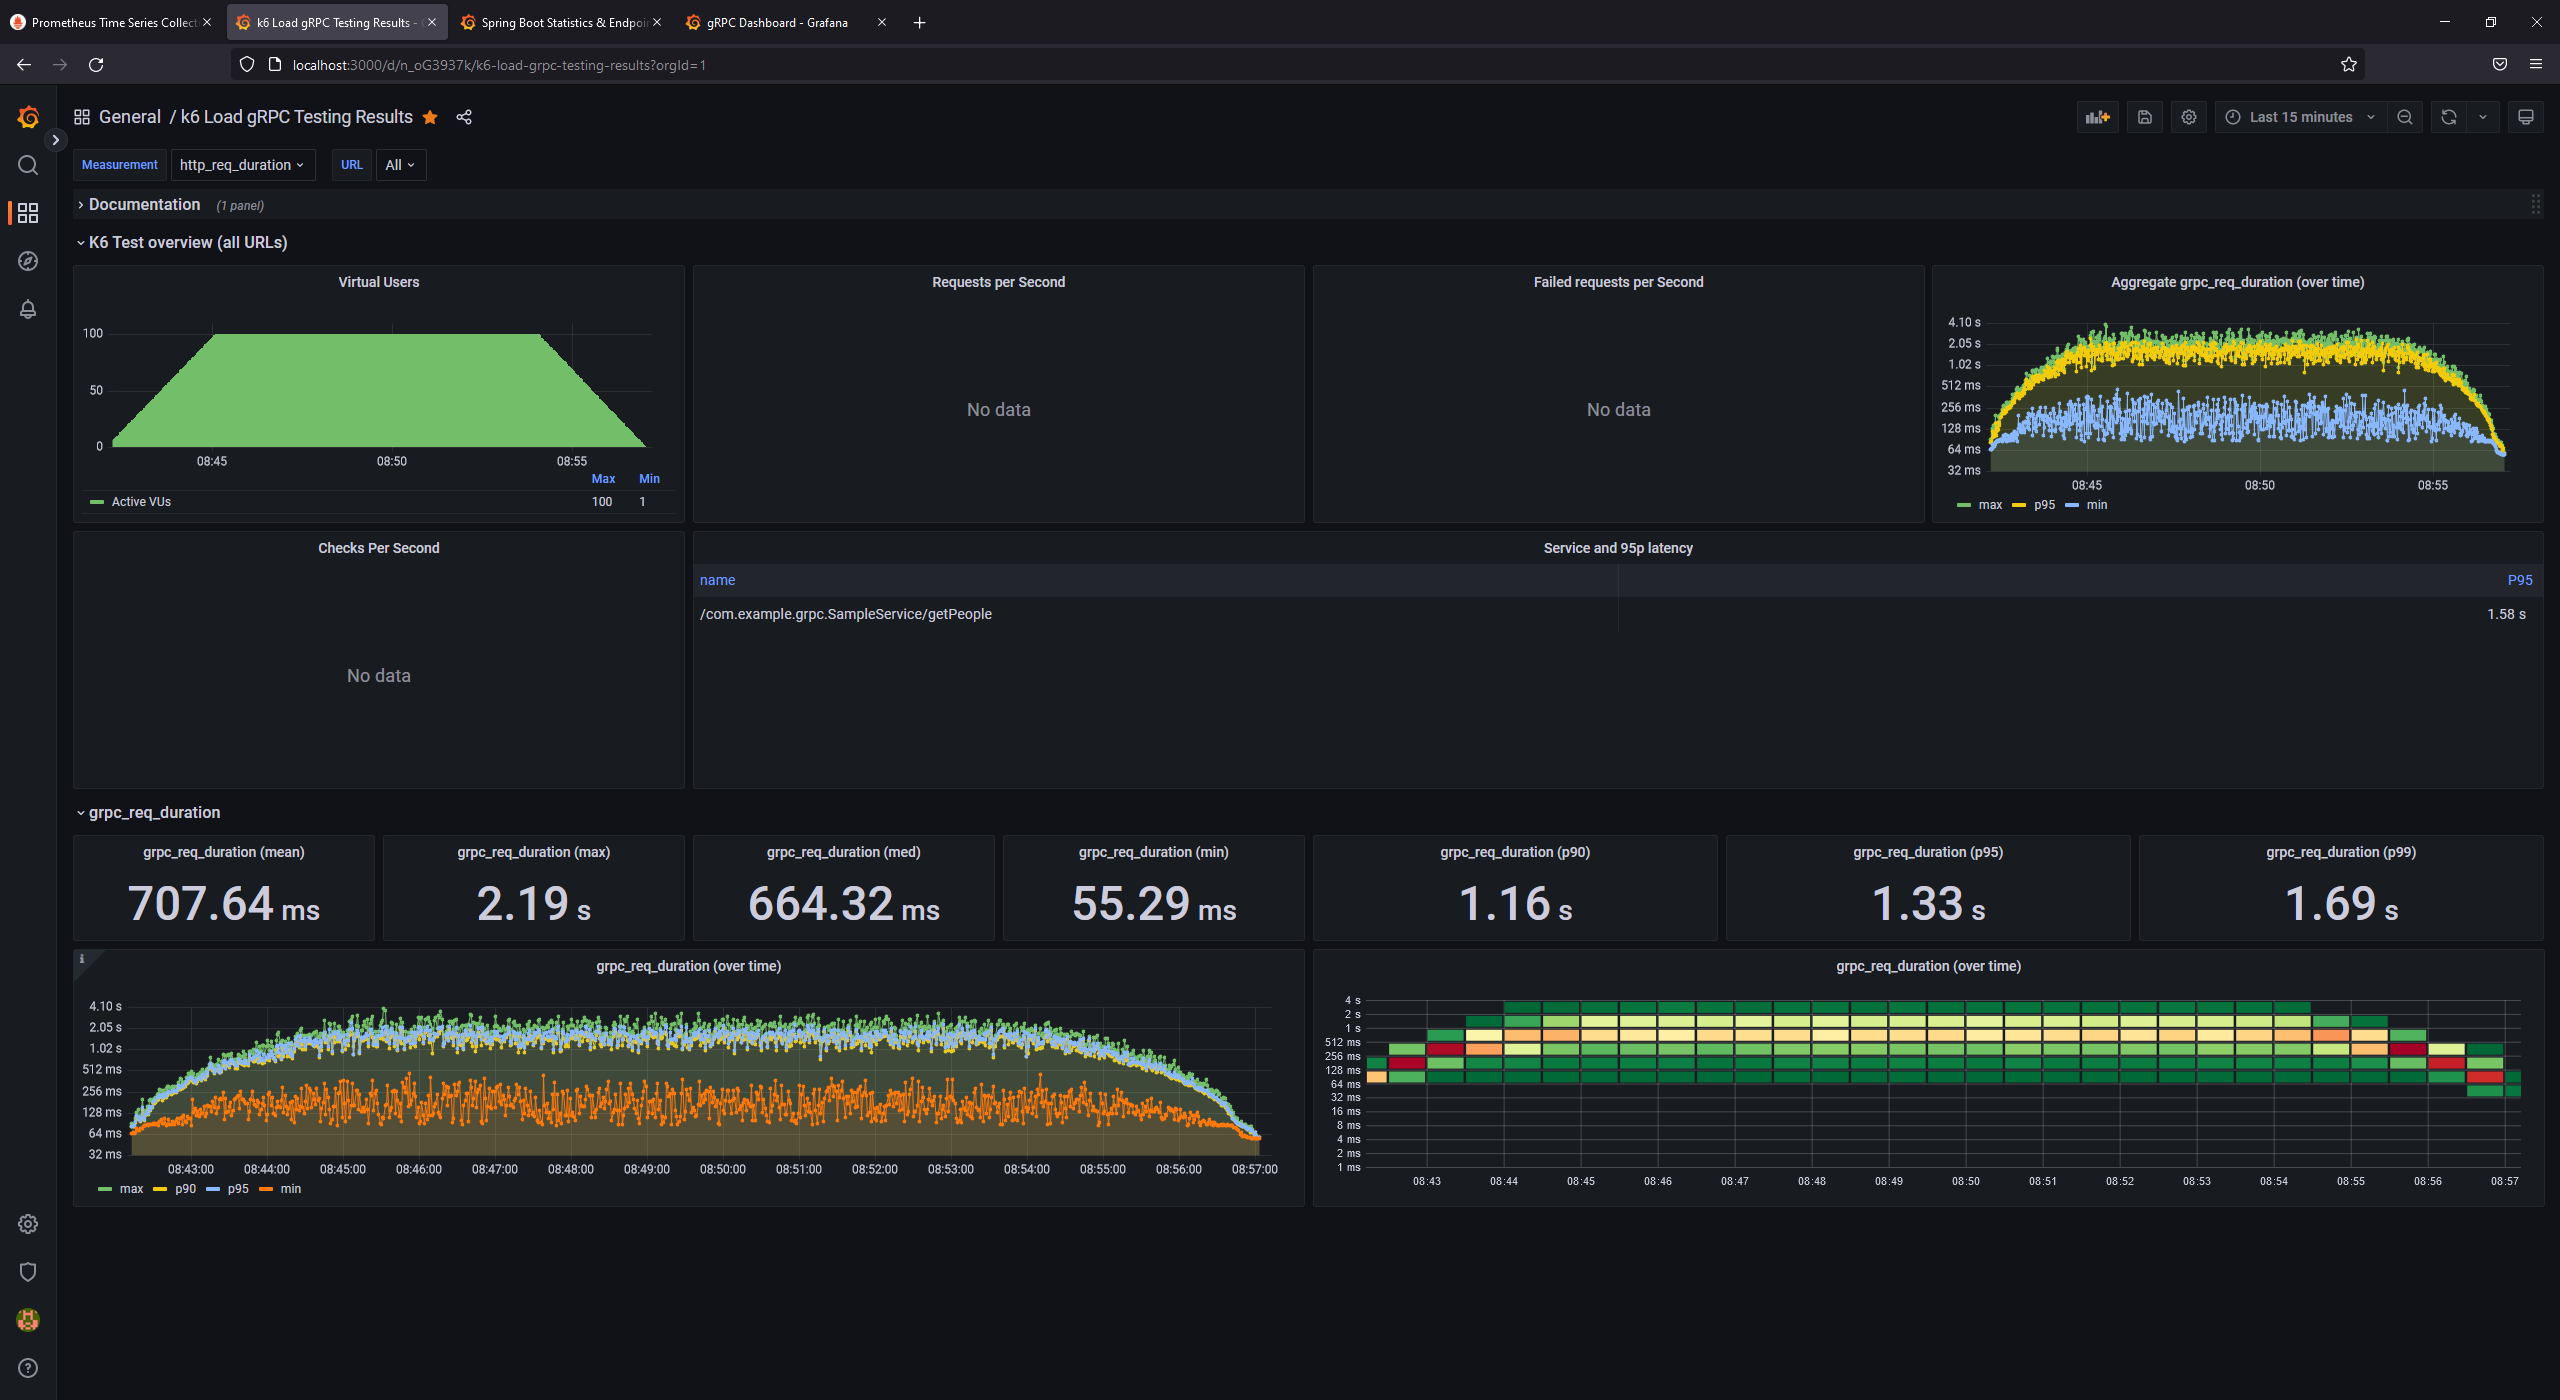 Prometheus Time Series Collecti
k6 Load gRPC Testing Results -
Spring Boot Statistics & Endpoin
gRPC Dashboard - Grafana
localhost:3000/d/n_oG3937k/k6-load-grpc-testing-results?orgId=1
General / k6 Load gRPC Testing Results
Last 15 minutes
Measurement http_req_duration URL All
Documentation (1 panel)
K6 Test overview (all URLs)
Virtual Users
100
50
0
08:45 08:50 08:55
Max Min
Active VUs 100 1
Requests per Second
No data
Failed requests per Second
No data
Aggregate grpc_req_duration (over time)
4.10 s
2.05 s
1.02 s
512 ms
256 ms
128 ms
64 ms
32 ms
08:45 08:50 08:55
max p95 min
Checks Per Second
No data
Service and 95p latency
name P95
/com.example.grpc.SampleService/getPeople 1.58 s
grpc_req_duration
grpc_req_duration (mean)
707.64 ms
grpc_req_duration (max)
2.19 s
grpc_req_duration (med)
664.32 ms
grpc_req_duration (min)
55.29 ms
grpc_req_duration (p90)
1.16 s
grpc_req_duration (p95)
1.33 s
grpc_req_duration (p99)
1.69 s
grpc_req_duration (over time)
4.10 s
2.05 s
1.02 s
512 ms
256 ms
128 ms
64 ms
32 ms
08:43:00 08:44:00 08:45:00 08:46:00 08:47:00 08:48:00 08:49:00 08:50:00 08:51:00 08:52:00 08:53:00 08:54:00 08:55:00 08:56:00 08:57:00
max p90 p95 min
grpc_req_duration (over time)
4 s
2 s
1 s
512 ms
256 ms
128 ms
64 ms
32 ms
16 ms
8 ms
4 ms
2 ms
1 ms
08:43 08:44 08:45 08:46 08:47 08:48 08:49 08:50 08:51 08:52 08:53 08:54 08:55 08:56 08:57